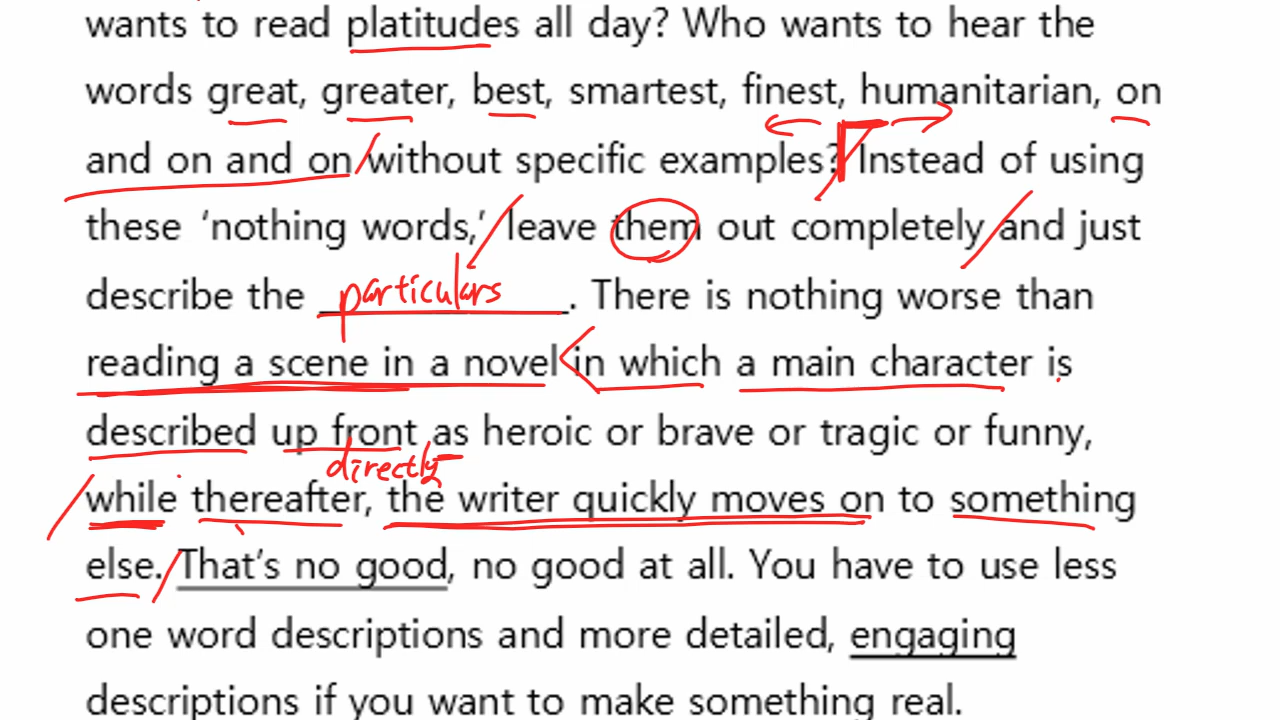 wants to read platitudes all day? Who wants to hear the
words great, greater, best, smartest, finest, humanitarian, on
and on and on without specific examples? Instead of using
these ‘nothing words,’ leave them out completely and just
describe the particulars. There is nothing worse than
reading a scene in a novel in which a main character is
described up front as heroic or brave or tragic or funny,
directly
while thereafter, the writer quickly moves on to something
else. That’s no good, no good at all. You have to use less
one word descriptions and more detailed, engaging
descriptions if you want to make something real.